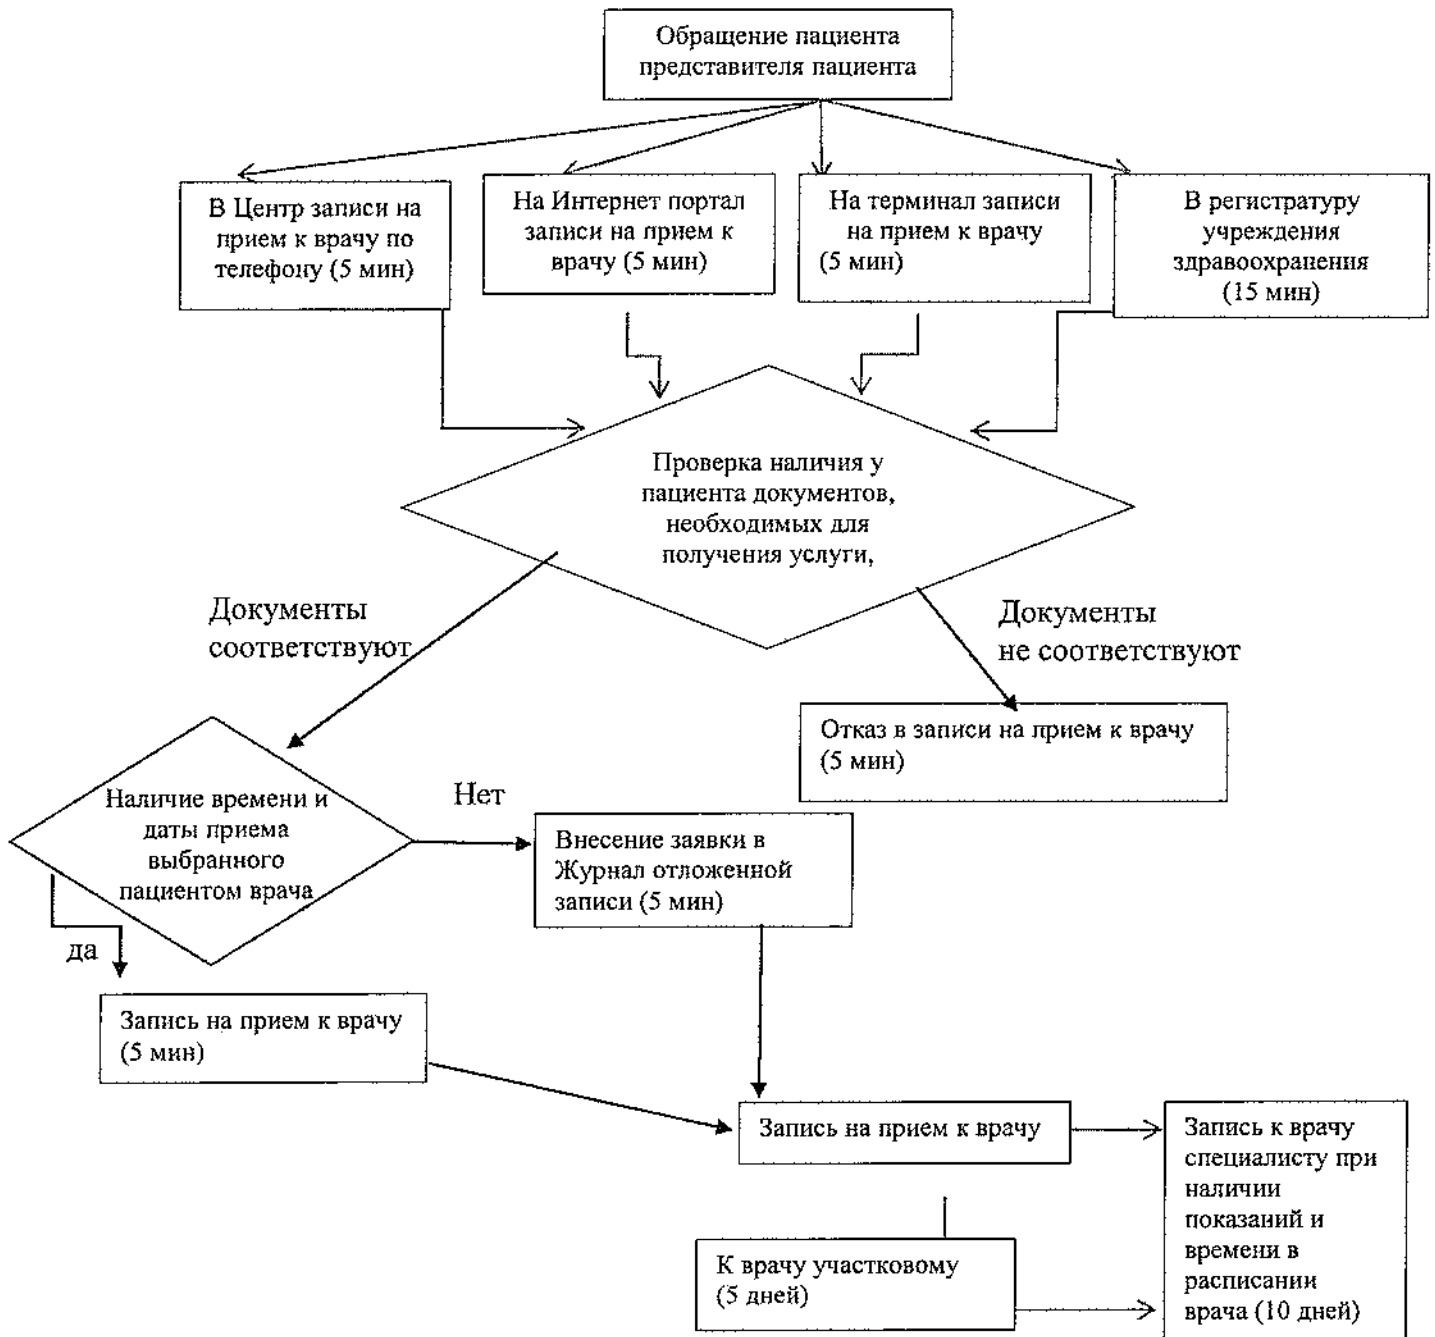 Обращение пациента
представителя пациента
В Центр записи на
прием к врачу по
телефону (5 мин)
На Интернет портал
записи на прием к
врачу (5 мин)
На терминал записи
на прием к врачу
(5 мин)
В регистратуру
учреждения
здравоохранения
(15 мин)
Проверка наличия у
пациента документов,
необходимых для
получения услуги,
Документы
соответствуют
Документы
не соответствуют
Отказ в записи на прием к врачу
(5 мин)
Наличие времени и
даты приема
выбранного
пациентом врача
Нет
Внесение заявки в
Журнал отложенной
записи (5 мин)
да
Запись на прием к врачу
(5 мин)
Запись на прием к врачу
Запись к врачу
специалисту при
наличии
показаний и
времени в
расписании
врача (10 дней)
К врачу участковому
(5 дней)